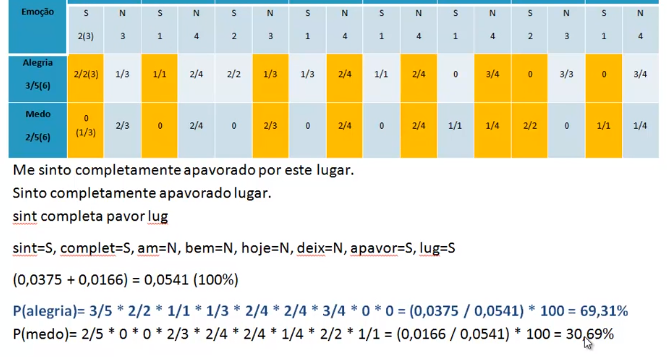 Emoção S N S N S N S N S N S N S N S N
2(3) 3 1 4 2 3 1 4 1 4 1 4 2 3 1 4
Alegria
3/5(6) 2/2(3) 1/3 1/1 2/4 2/2 1/3 1/3 2/4 1/1 2/4 0 3/4 0 3/3 0 3/4
Medo
2/5(6) 0 (1/3) 2/3 0 2/4 0 2/3 0 2/4 0 2/4 1/1 1/4 2/2 0 1/1 1/4
Me sinto completamente apavorado por este lugar.
Sinto completamente apavorado lugar.
sint completa pavor lug
sint=S, complet=S, am=N, bem=N, hoje=N, deix=N, apavor=S, lug=S
(0,0375 + 0,0166) = 0,0541 (100%)
P(alegria)= 3/5 * 2/2 * 1/1 * 1/3 * 2/4 * 2/4 * 3/4 * 0 * 0 = (0,0375 / 0,0541) * 100 = 69,31%
P(medo)= 2/5 * 0 * 0 * 2/3 * 2/4 * 2/4 * 1/4 * 2/2 * 1/1 = (0,0166 / 0,0541) * 100 = 30,69%